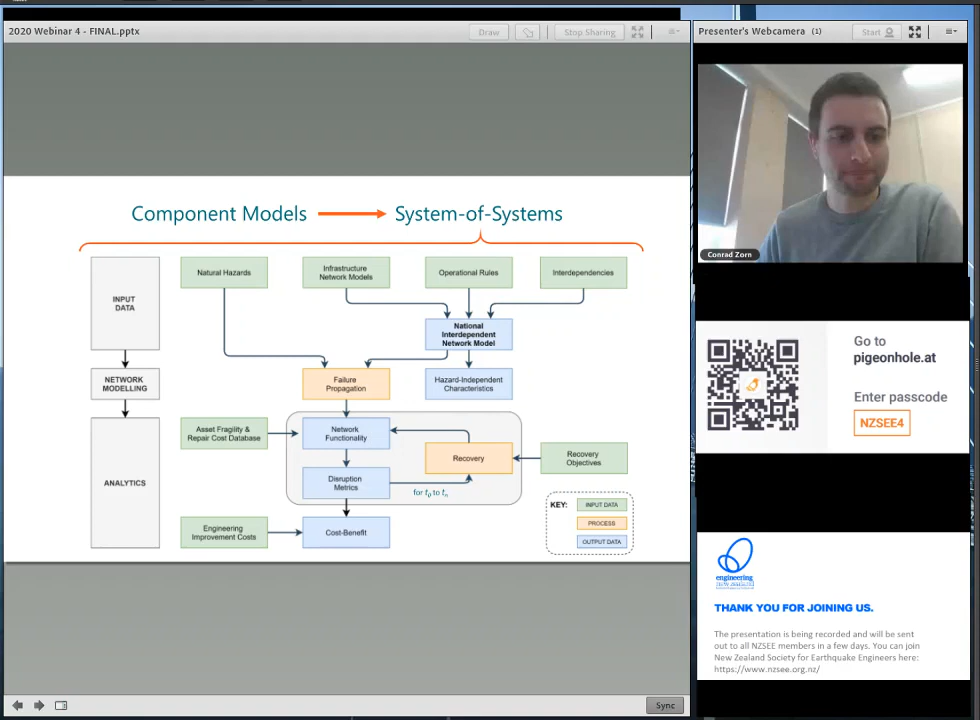 2020 Webinar 4 - FINAL.pptx
Draw
Stop Sharing
Component Models
System-of-Systems
INPUT
DATA
Natural Hazards
Infrastructure
Network Models
Operational Rules
Interdependencies
National
Interdependent
Network Model
NETWORK
MODELLING
Failure
Propagation
Hazard-Independent
Characteristics
ANALYTICS
Asset Fragility &
Repair Cost Database
Network
Functionality
Recovery
Recovery
Objectives
Disruption
Metrics
for t0 to tn
Engineering
Improvement Costs
Cost-Benefit
KEY:
INPUT DATA
PROCESS
OUTPUT DATA
Sync
Presenter's Webcamera (1)
Start
Conrad Zorn
Go to
pigeonhole.at
Enter passcode
NZSEE4
engineering
THANK YOU FOR JOINING US.
The presentation is being recorded and will be sent
out to all NZSEE members in a few days. You can join
New Zealand Society for Earthquake Engineers here:
https://www.nzsee.org.nz/